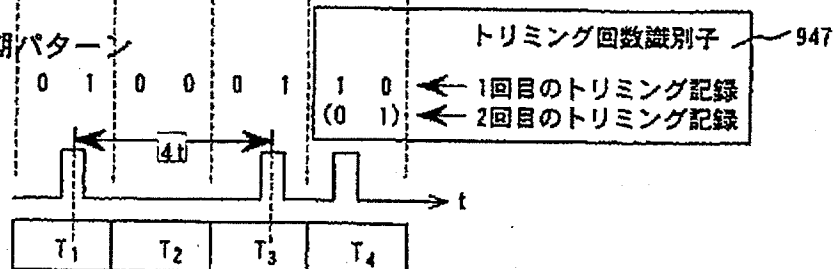 トリミング回数識別子 947
期パターン
0 1 0 0 0 1 1 0 ← 1回目のトリミング記録
(0 1) ← 2回目のトリミング記録
4t
t
T1 T2 T3 T4